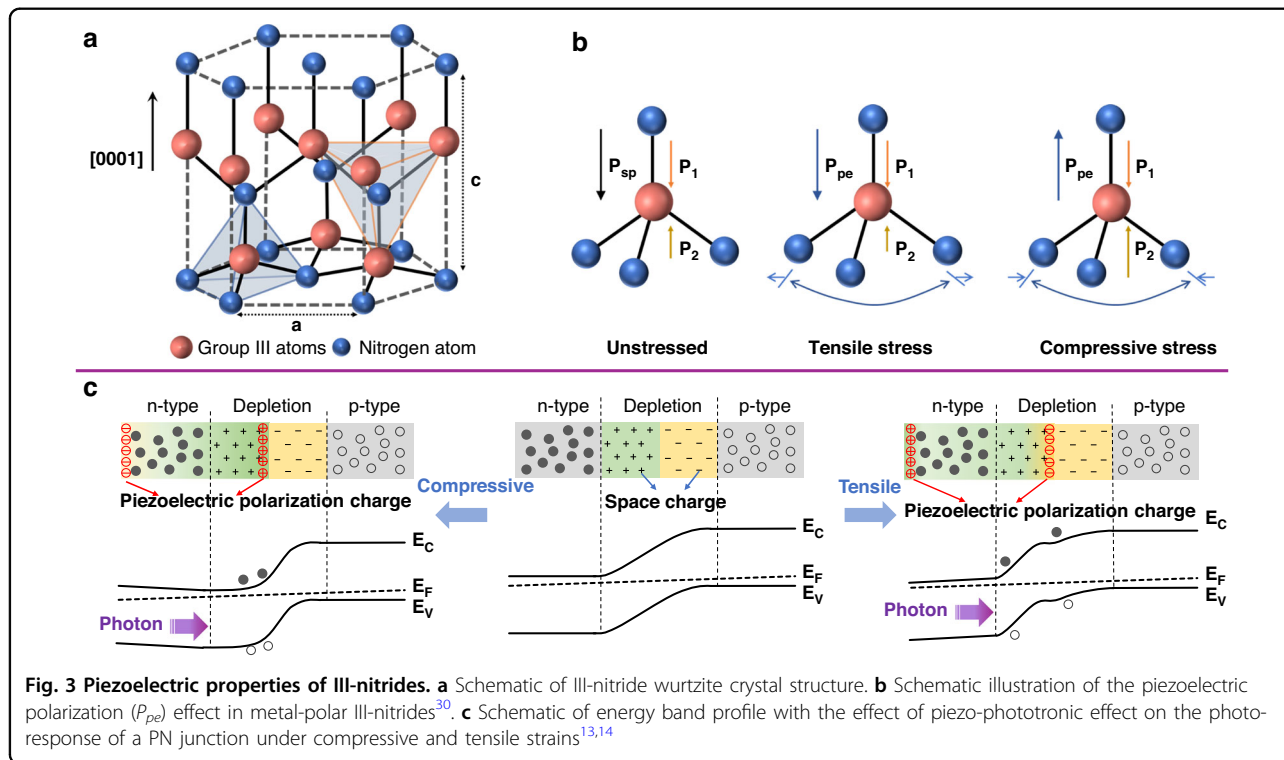 a
[0001]
c
a
Group III atoms
Nitrogen atom
b
P_sp
P_1
P_2
Unstressed
P_pe
P_1
P_2
Tensile stress
P_pe
P_1
P_2
Compressive stress
c
n-type Depletion p-type
Piezoelectric polarization charge
E_C
E_F
E_V
Photon
Compressive
n-type Depletion p-type
Space charge
E_C
E_F
E_V
Tensile
n-type Depletion p-type
Piezoelectric polarization charge
E_C
E_F
E_V
Photon
Fig. 3 Piezoelectric properties of III-nitrides. a Schematic of III-nitride wurtzite crystal structure. b Schematic illustration of the piezoelectric
polarization (P_pe) effect in metal-polar III-nitrides^30. c Schematic of energy band profile with the effect of piezo-phototronic effect on the photo-
response of a PN junction under compressive and tensile strains^13,14